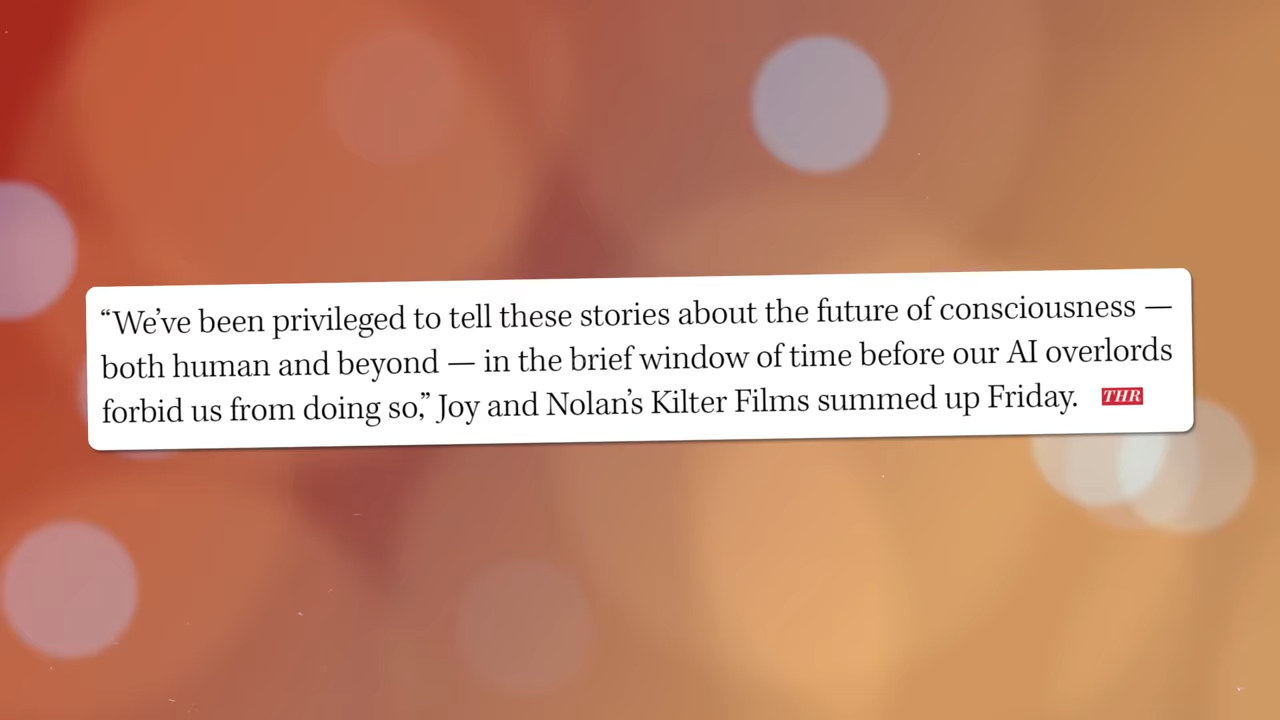 “We’ve been privileged to tell these stories about the future of consciousness —
both human and beyond — in the brief window of time before our AI overlords
forbid us from doing so,” Joy and Nolan’s Kilter Films summed up Friday. THR